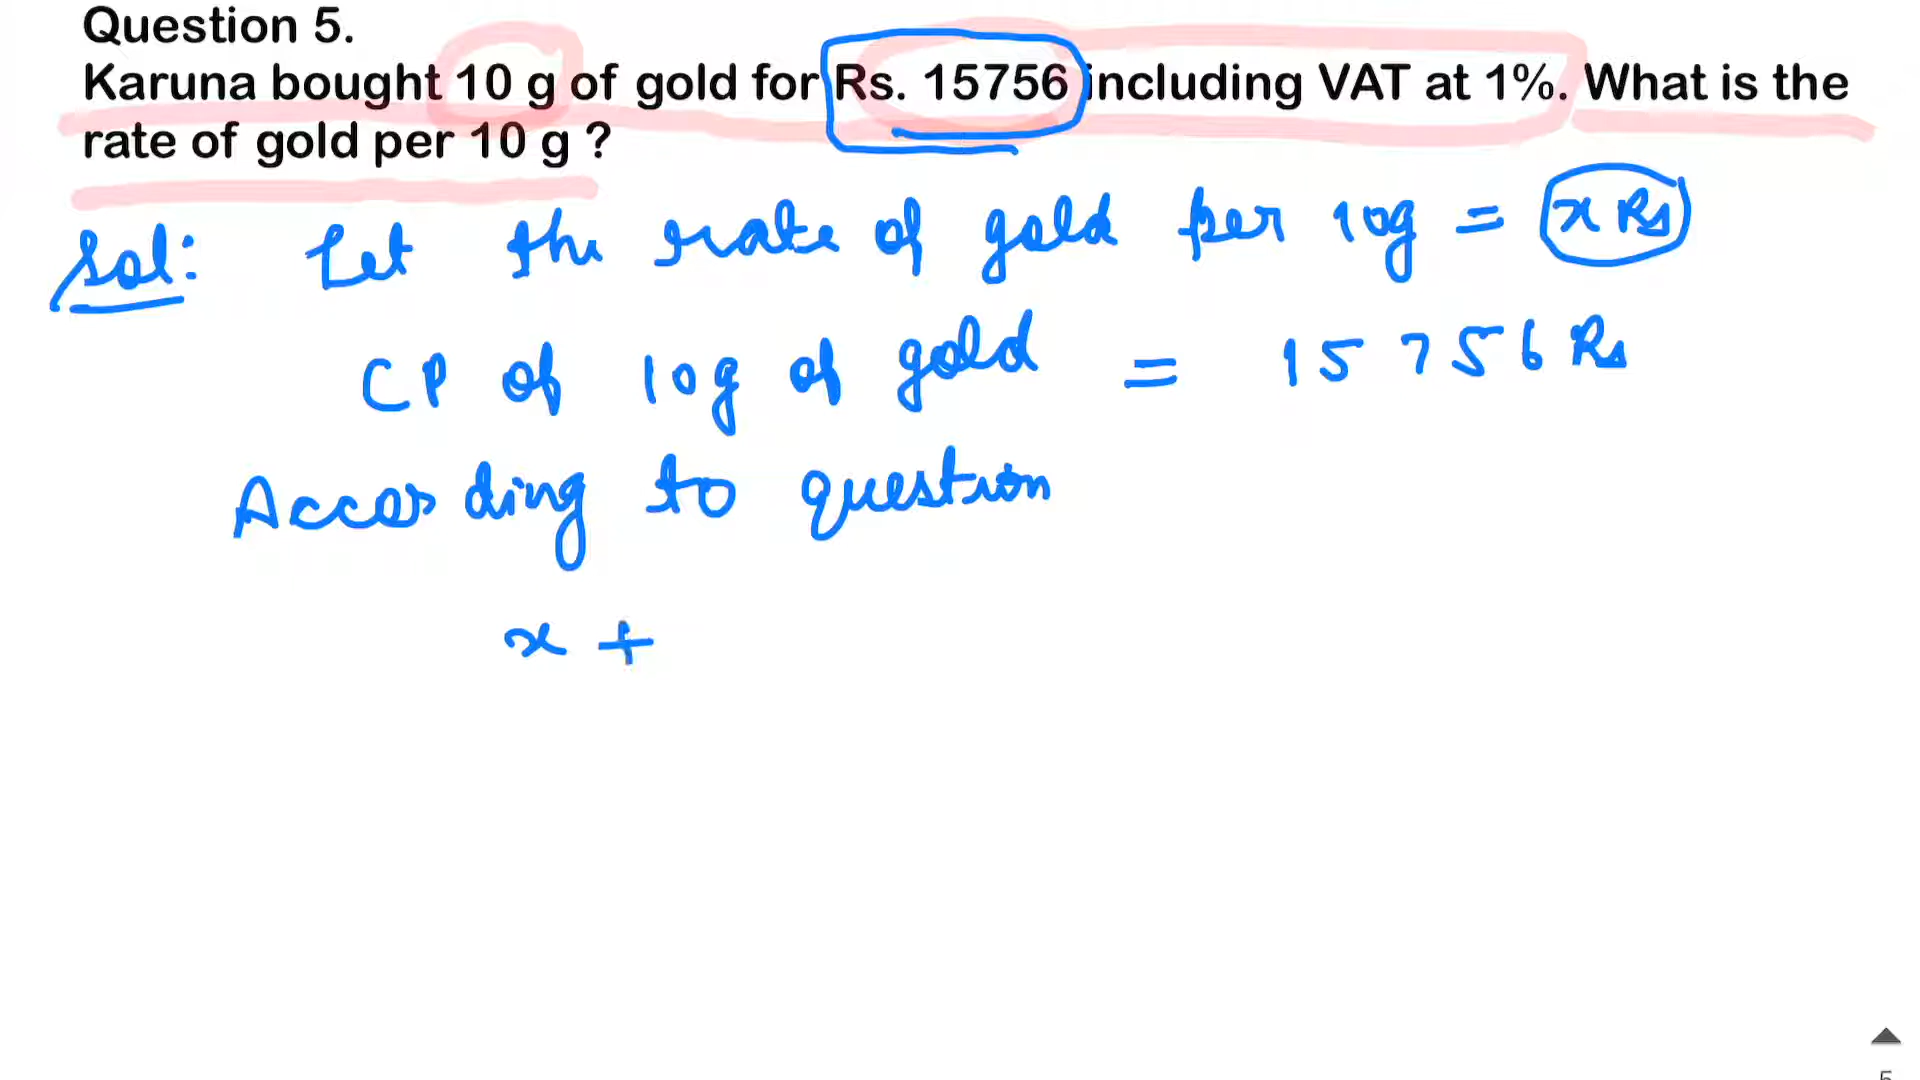 Question 5.
Karuna bought 10 g of gold for Rs. 15756 including VAT at 1%. What is the
rate of gold per 10 g ?
Sol: Let the rate of gold per 10g = x Rs
CP of 10g of gold = 15756 Rs
According to question
x +
5